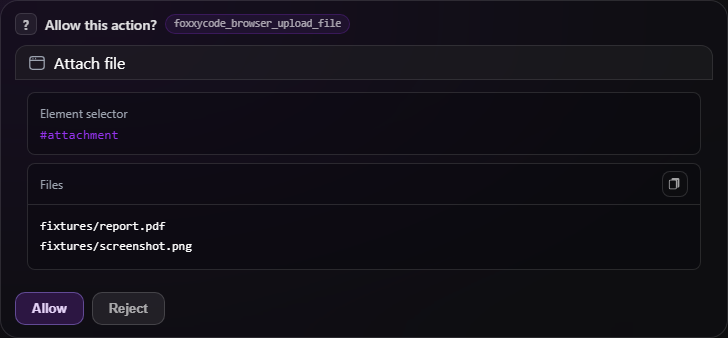 ? Allow this action? foxxycode_browser_upload_file
Attach file
Element selector
#attachment
Files
fixtures/report.pdf
fixtures/screenshot.png
Allow Reject